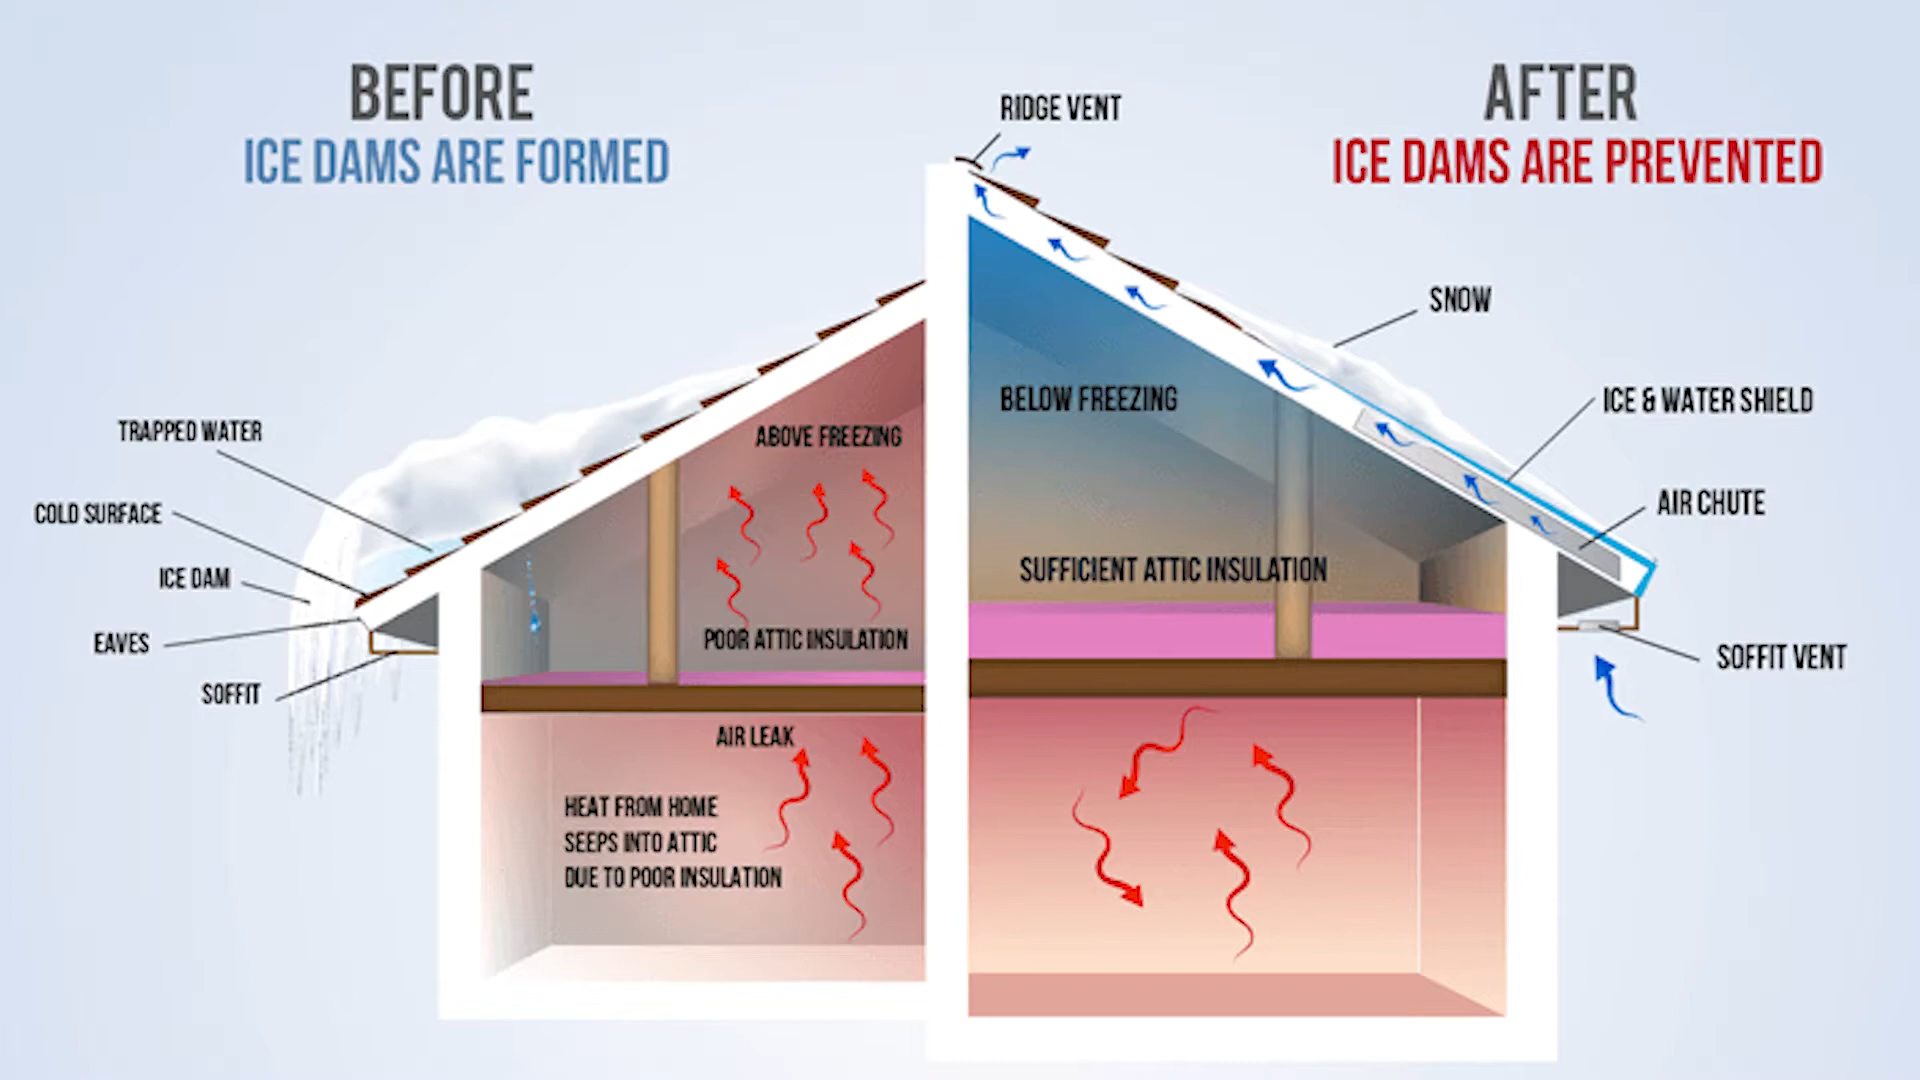 BEFORE
ICE DAMS ARE FORMED
AFTER
ICE DAMS ARE PREVENTED
RIDGE VENT
SNOW
BELOW FREEZING
ICE & WATER SHIELD
TRAPPED WATER
ABOVE FREEZING
COLD SURFACE
AIR CHUTE
ICE DAM
SUFFICIENT ATTIC INSULATION
EAVES
POOR ATTIC INSULATION
SOFFIT VENT
SOFFIT
AIR LEAK
HEAT FROM HOME
SEEPS INTO ATTIC
DUE TO POOR INSULATION